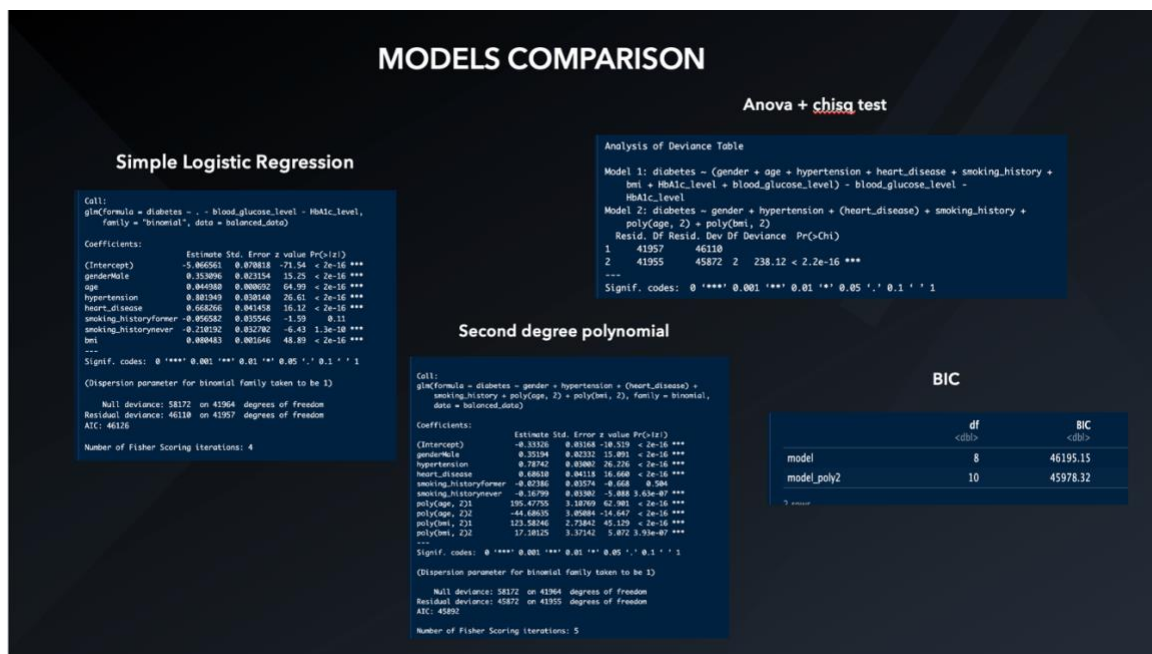 MODELS COMPARISON
Anova + chisq test
Analysis of Deviance Table
Model 1: diabetes ~ (gender + age + hypertension + heart_disease + smoking_history +
bmi + HbA1c_level + blood_glucose_level) - blood_glucose_level -
HbA1c_level
Model 2: diabetes ~ gender + hypertension + (heart_disease) + smoking_history +
poly(age, 2) + poly(bmi, 2)
Resid. Df Resid. Dev Df Deviance Pr(>Chi)
1 41957 46110
2 41955 45872 2 238.12 < 2.2e-16 ***
---
Signif. codes: 0 '***' 0.001 '**' 0.01 '*' 0.05 '.' 0.1 ' ' 1
Simple Logistic Regression
Call:
glm(formula = diabetes ~ . - blood_glucose_level - HbA1c_level,
family = "binomial", data = balanced_data)
Coefficients:
Estimate Std. Error z value Pr(>|z|)
(Intercept) -5.066561 0.070818 -71.54 < 2e-16 ***
genderMale 0.353096 0.023154 15.25 < 2e-16 ***
age 0.044980 0.000692 64.99 < 2e-16 ***
hypertension 0.801949 0.030140 26.61 < 2e-16 ***
heart_disease 0.668266 0.041458 16.12 < 2e-16 ***
smoking_historyformer -0.056582 0.035546 -1.59 0.11
smoking_historynever -0.210192 0.032702 -6.43 1.3e-10 ***
bmi 0.080483 0.001646 48.89 < 2e-16 ***
---
Signif. codes: 0 '***' 0.001 '**' 0.01 '*' 0.05 '.' 0.1 ' ' 1
(Dispersion parameter for binomial family taken to be 1)
Null deviance: 58172 on 41964 degrees of freedom
Residual deviance: 46110 on 41957 degrees of freedom
AIC: 46126
Number of Fisher Scoring iterations: 4
Second degree polynomial
Call:
glm(formula = diabetes ~ gender + hypertension + (heart_disease) +
smoking_history + poly(age, 2) + poly(bmi, 2), family = binomial,
data = balanced_data)
Coefficients:
Estimate Std. Error z value Pr(>|z|)
(Intercept) -0.33326 0.03168 -10.519 < 2e-16 ***
genderMale 0.35194 0.02332 15.091 < 2e-16 ***
hypertension 0.78742 0.03002 26.226 < 2e-16 ***
heart_disease 0.68610 0.04118 16.660 < 2e-16 ***
smoking_historyformer -0.02386 0.03574 -0.668 0.504
smoking_historynever -0.16799 0.03302 -5.088 3.63e-07 ***
poly(age, 2)1 195.47755 3.10769 62.901 < 2e-16 ***
poly(age, 2)2 -44.68635 3.05084 -14.647 < 2e-16 ***
poly(bmi, 2)1 123.58246 2.73842 45.129 < 2e-16 ***
poly(bmi, 2)2 17.10125 3.37142 5.072 3.93e-07 ***
---
Signif. codes: 0 '***' 0.001 '**' 0.01 '*' 0.05 '.' 0.1 ' ' 1
(Dispersion parameter for binomial family taken to be 1)
Null deviance: 58172 on 41964 degrees of freedom
Residual deviance: 45872 on 41955 degrees of freedom
AIC: 45892
Number of Fisher Scoring iterations: 5
BIC
df BIC
<dbl> <dbl>
model 8 46195.15
model_poly2 10 45978.32